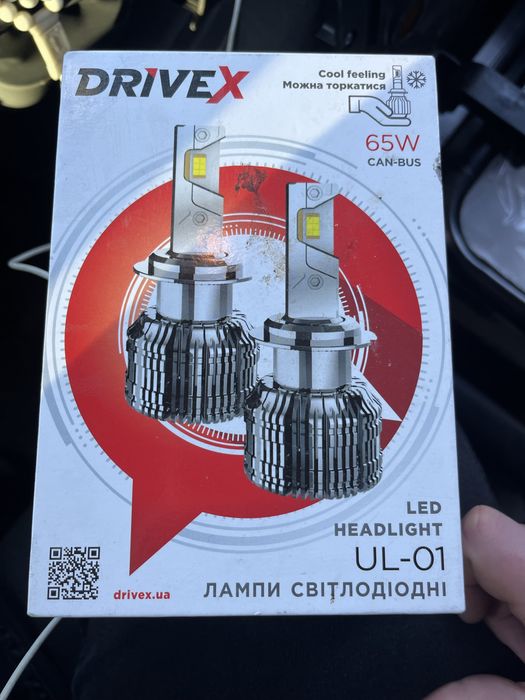 DRIVEX
Cool feeling
Можна торкатися
65W
CAN-BUS
LED
HEADLIGHT
UL-01
drivex.ua
ЛАМПИ СВІТЛОДІОДНІ